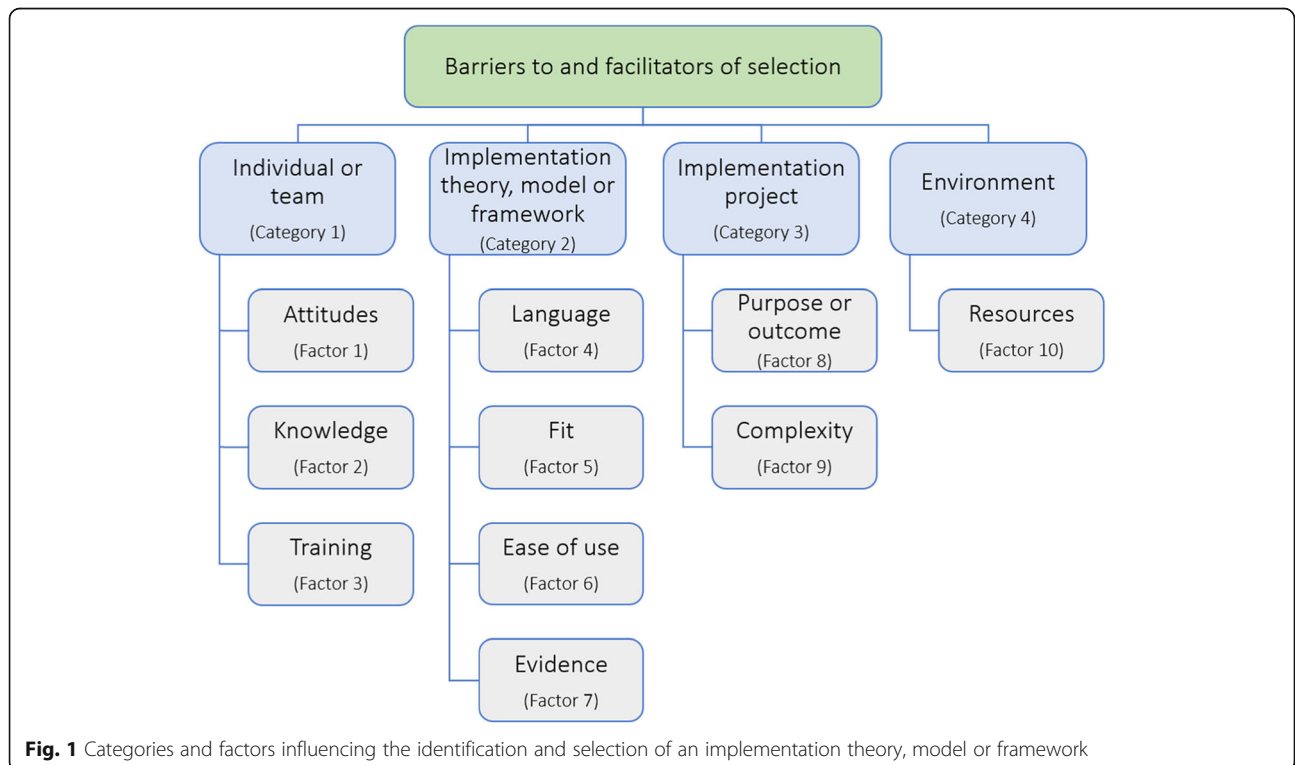 Barriers to and facilitators of selection
Individual or
team
(Category 1)
Implementation
theory, model or
framework
(Category 2)
Implementation
project
(Category 3)
Environment
(Category 4)
Attitudes
(Factor 1)
Knowledge
(Factor 2)
Training
(Factor 3)
Language
(Factor 4)
Fit
(Factor 5)
Ease of use
(Factor 6)
Evidence
(Factor 7)
Purpose or
outcome
(Factor 8)
Complexity
(Factor 9)
Resources
(Factor 10)
Fig. 1 Categories and factors influencing the identification and selection of an implementation theory, model or framework